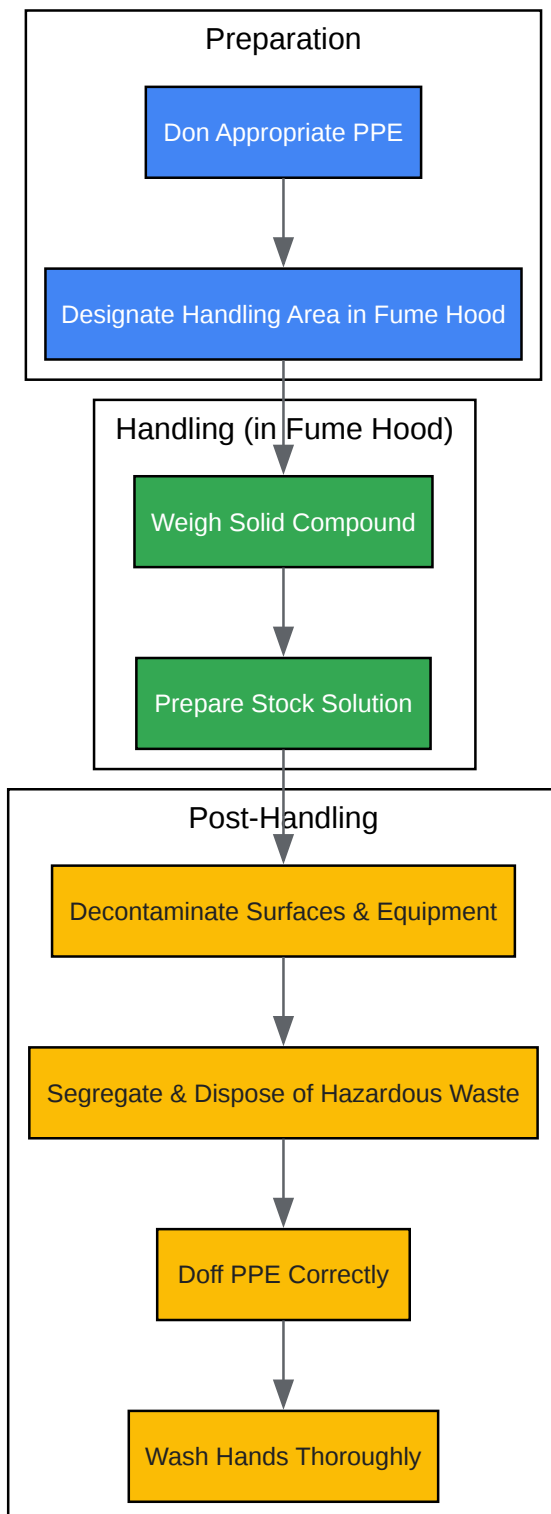 Preparation
Don Appropriate PPE
Designate Handling Area in Fume Hood
Handling (in Fume Hood)
Weigh Solid Compound
Prepare Stock Solution
Post-Handling
Decontaminate Surfaces & Equipment
Segregate & Dispose of Hazardous Waste
Doff PPE Correctly
Wash Hands Thoroughly